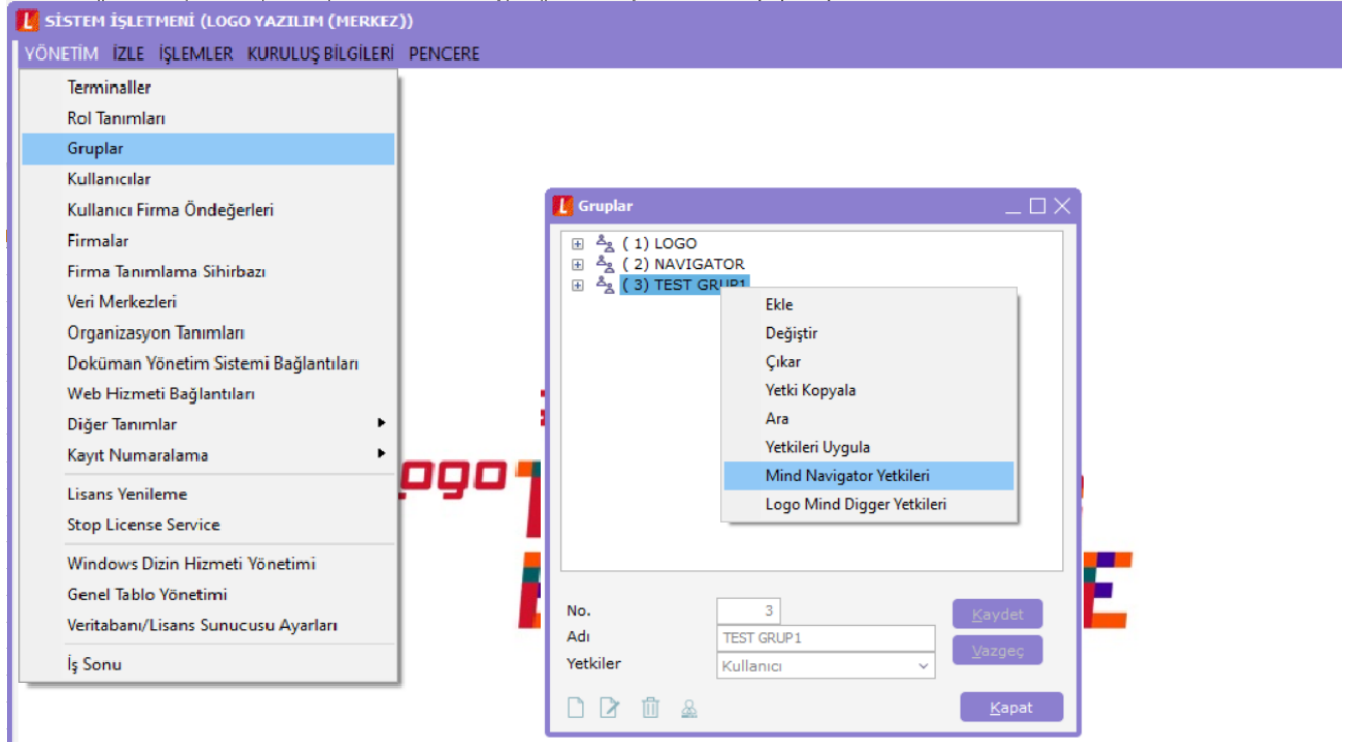 SİSTEM İŞLETMENİ (LOGO YAZILIM (MERKEZ))
YÖNETİM İZLE İŞLEMLER KURULUŞ BİLGİLERİ PENCERE
Terminaller
Rol Tanımları
Gruplar
Kullanıcılar
Kullanıcı Firma Öndeğerleri
Firmalar
Firma Tanımlama Sihirbazı
Veri Merkezleri
Organizasyon Tanımları
Doküman Yönetim Sistemi Bağlantıları
Web Hizmeti Bağlantıları
Diğer Tanımlar
Kayıt Numaralama
Lisans Yenileme
Stop License Service
Windows Dizin Hizmeti Yönetimi
Genel Tablo Yönetimi
Veritabanı/Lisans Sunucusu Ayarları
İş Sonu
Gruplar
( 1) LOGO
( 2) NAVIGATOR
( 3) TEST GRUP1
Ekle
Değiştir
Çıkar
Yetki Kopyala
Ara
Yetkileri Uygula
Mind Navigator Yetkileri
Logo Mind Digger Yetkileri
No. 3
Adı TEST GRUP1
Yetkiler Kullanıcı
Kaydet
Vazgeç
Kapat